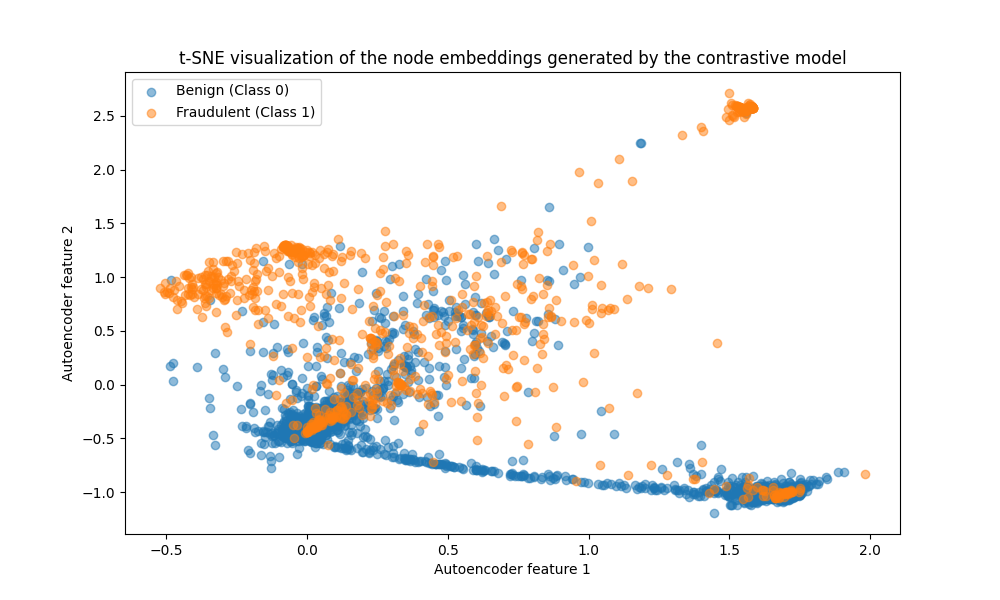 t-SNE visualization of the node embeddings generated by the contrastive model
Benign (Class 0)
Fraudulent (Class 1)
Autoencoder feature 2
2.5
2.0
1.5
1.0
0.5
0.0
−0.5
−1.0
−0.5 0.0 0.5 1.0 1.5 2.0
Autoencoder feature 1